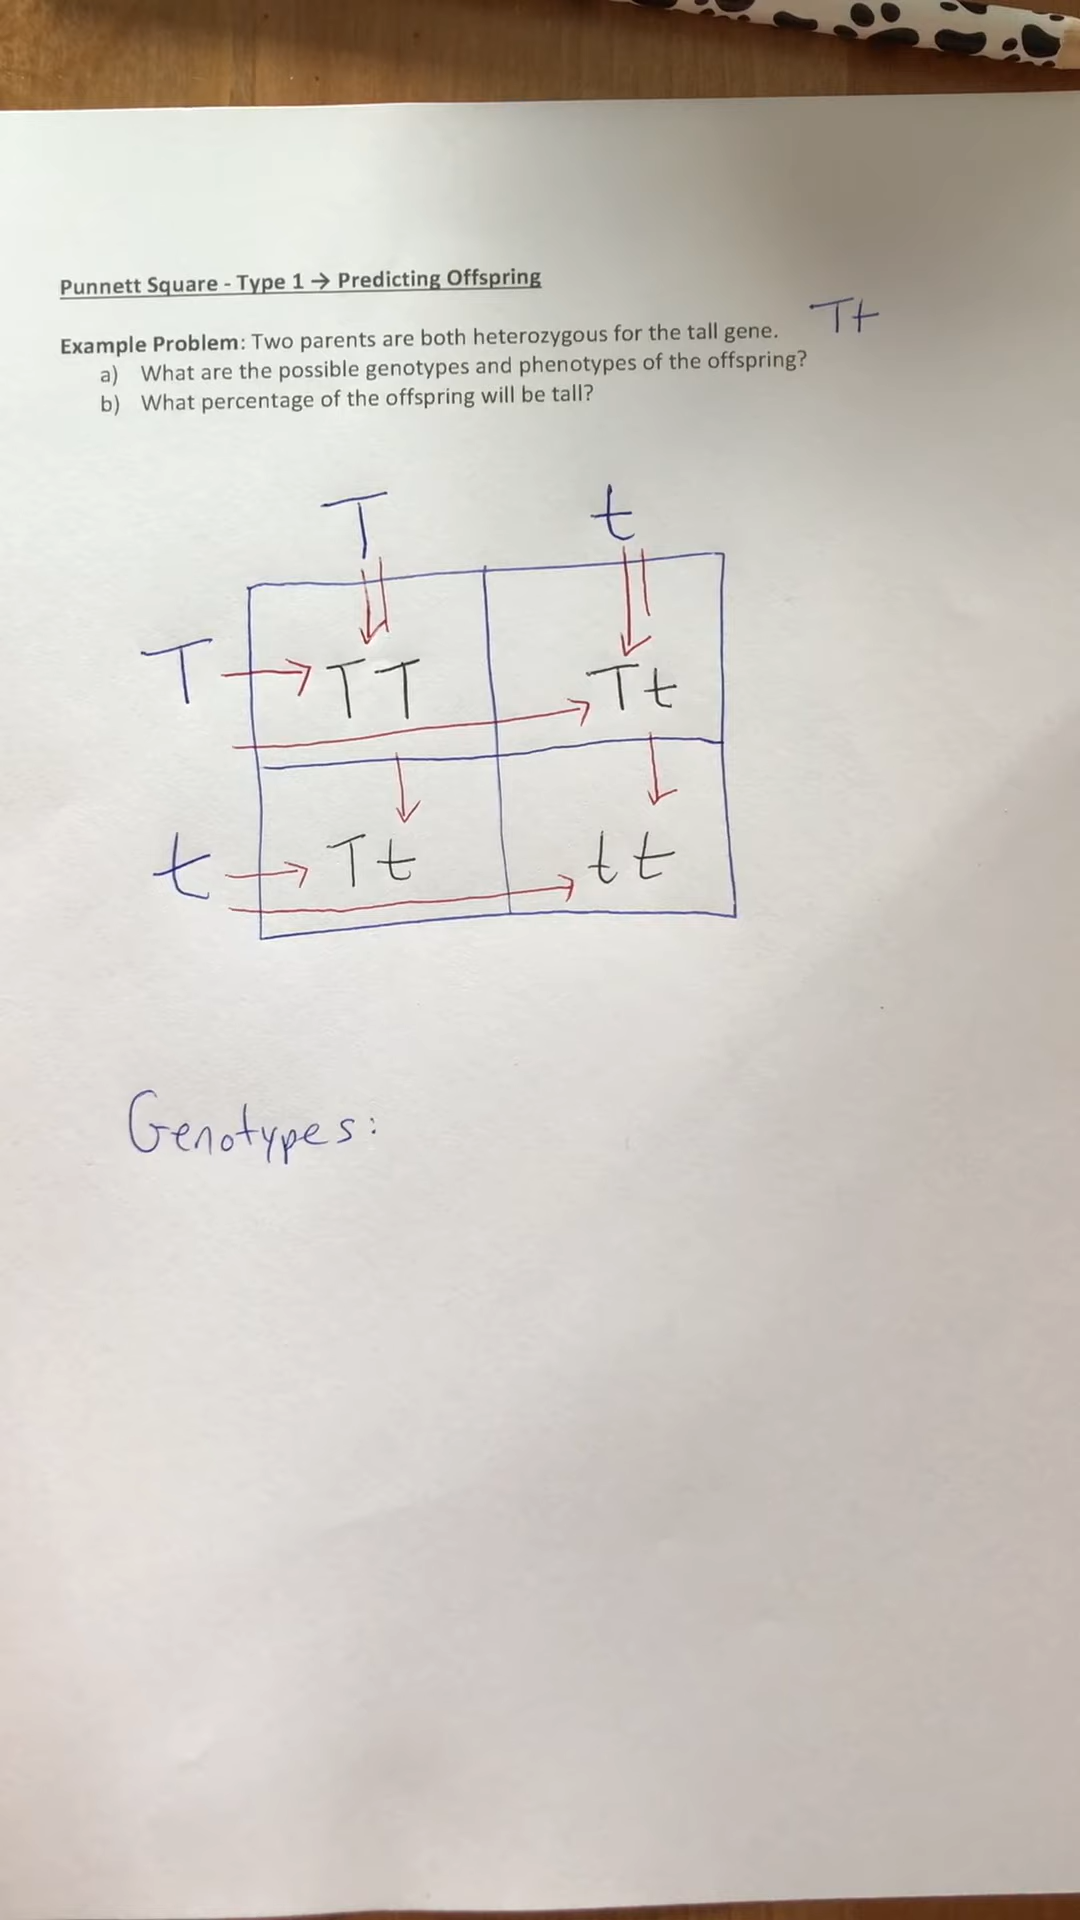 Punnett Square - Type 1 → Predicting Offspring
Tt
Example Problem: Two parents are both heterozygous for the tall gene.
a) What are the possible genotypes and phenotypes of the offspring?
b) What percentage of the offspring will be tall?
T t
T TT Tt
t Tt tt
Genotypes: